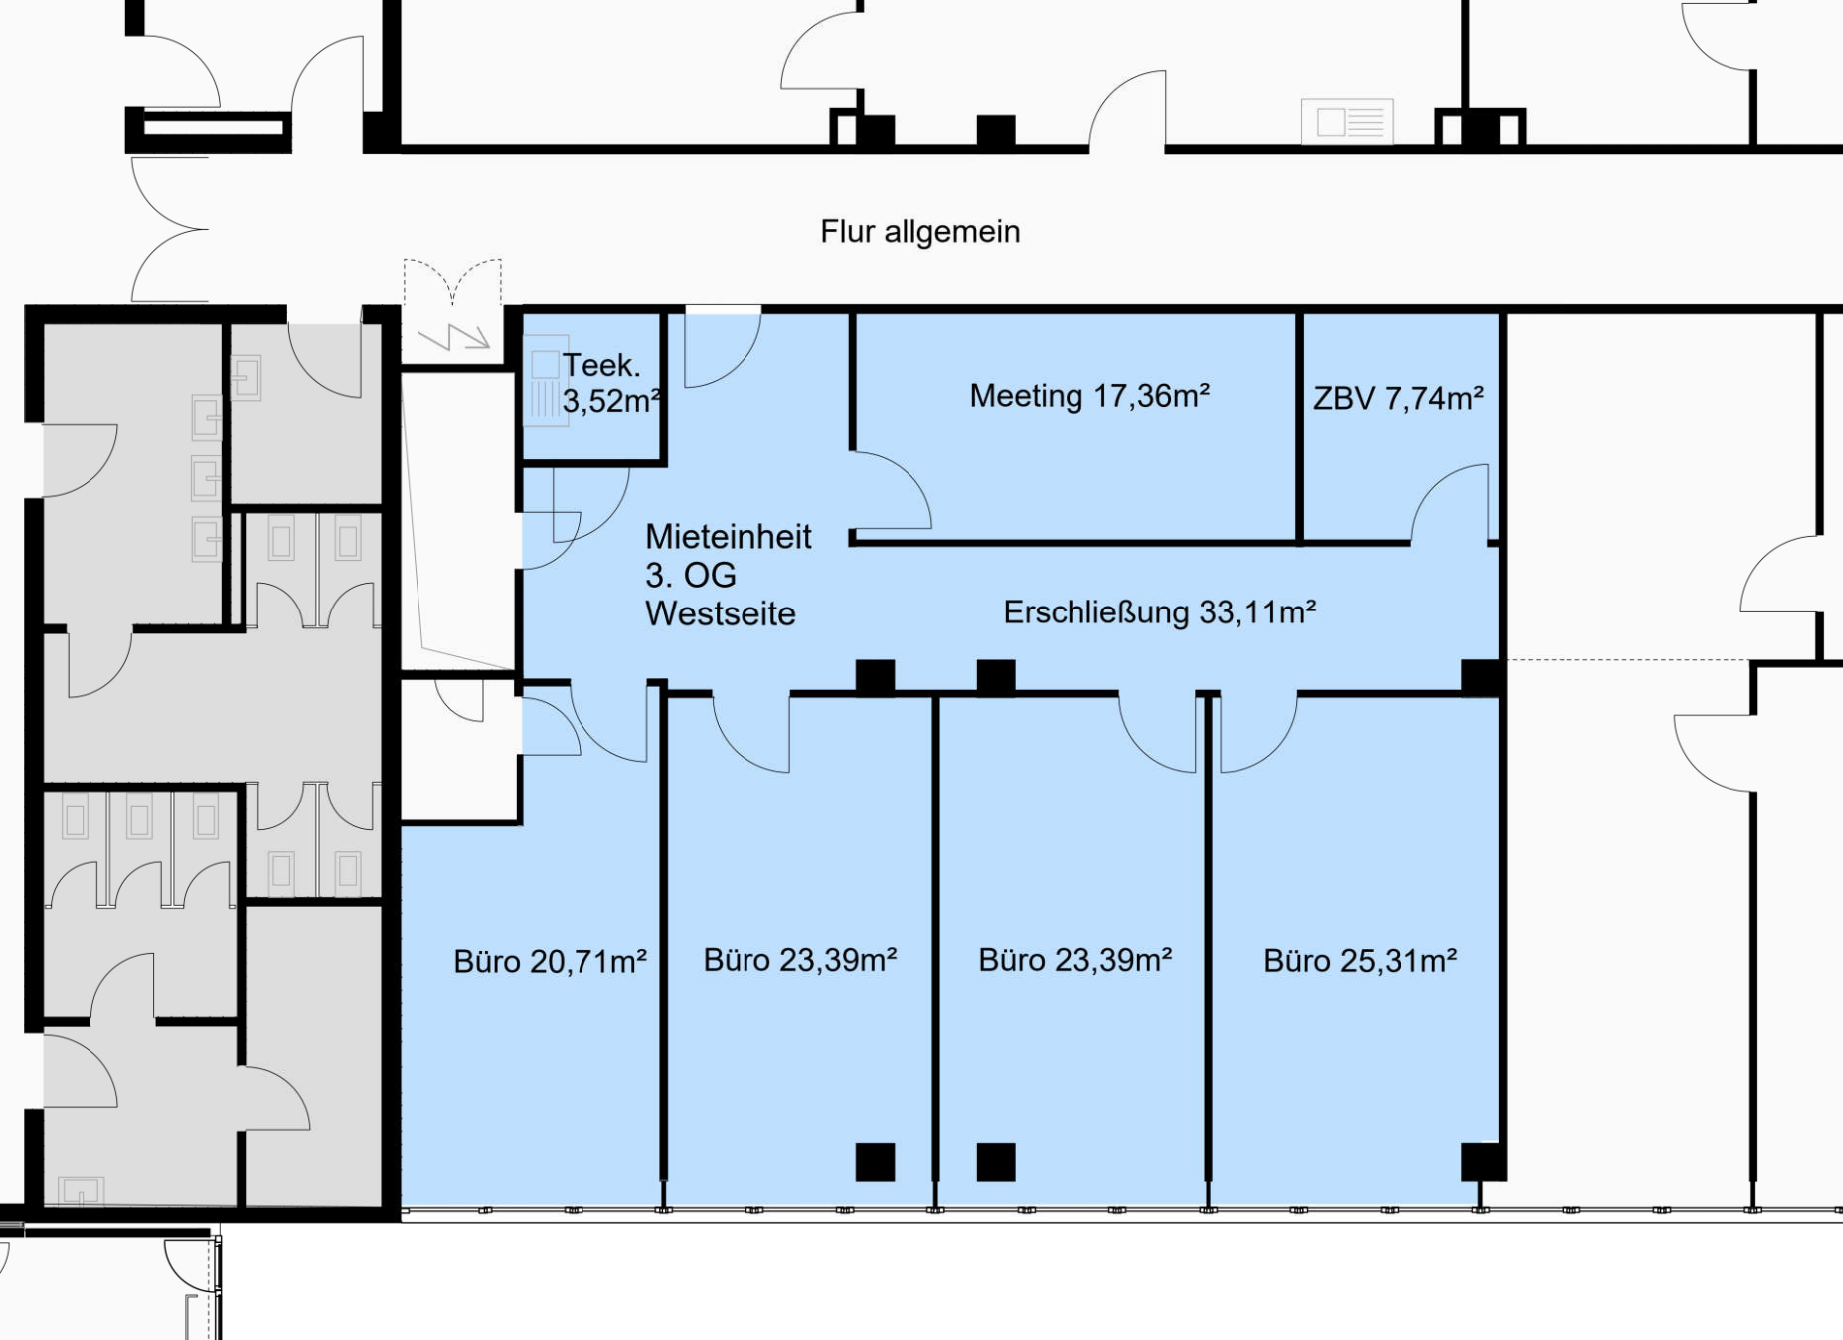 Flur allgemein
Teek.
3,52m²
Meeting 17,36m²
ZBV 7,74m²
Mieteinheit
3. OG
Westseite
Erschließung 33,11m²
Büro 20,71m²
Büro 23,39m²
Büro 23,39m²
Büro 25,31m²